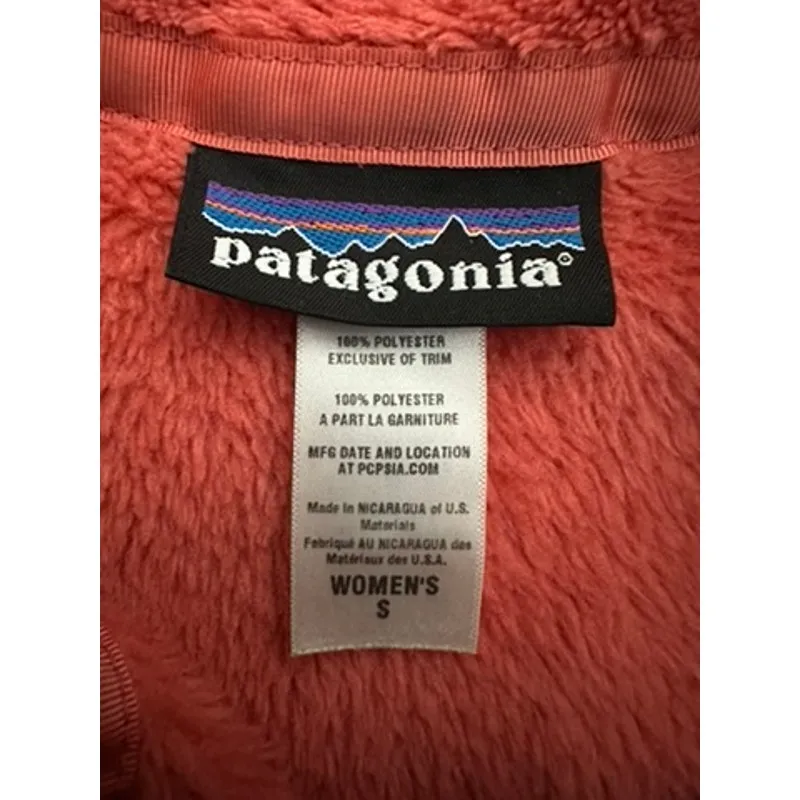 patagonia®
100% POLYESTER
EXCLUSIVE OF TRIM
100% POLYESTER
A PART LA GARNITURE
MFG DATE AND LOCATION
AT PCPSIA.COM
Made in NICARAGUA of U.S.
Materials
Fabriqué AU NICARAGUA des
Matériaux des U.S.A.
WOMEN'S
S